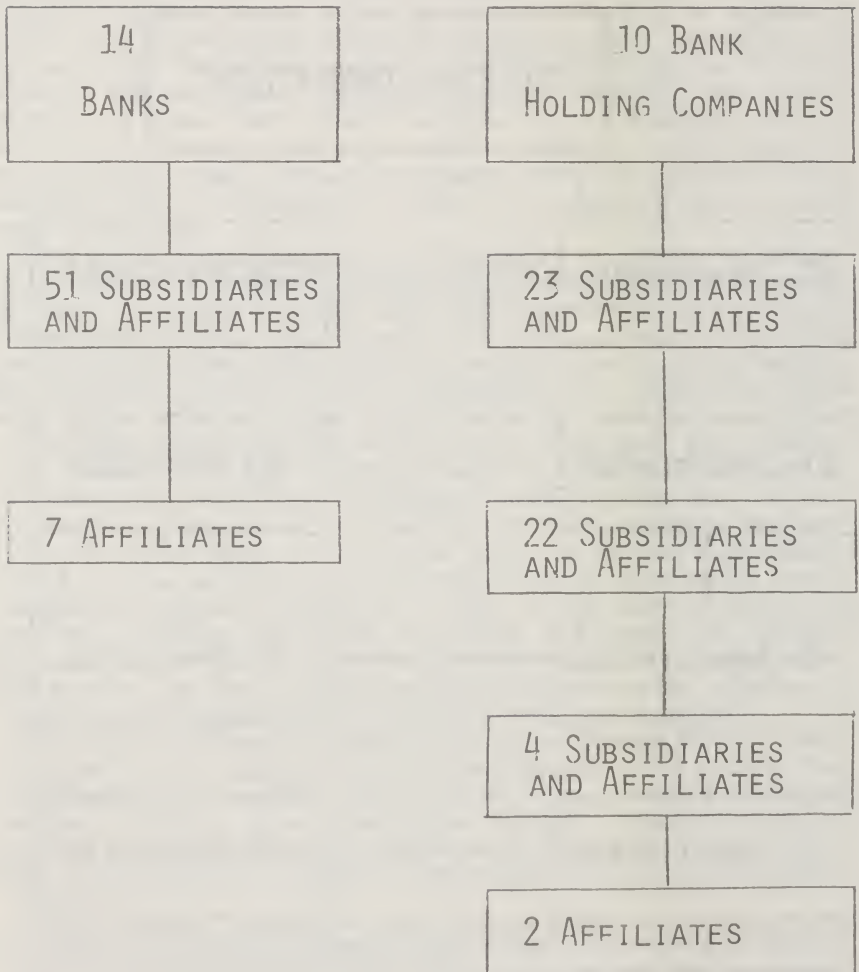 14
BANKS
51 SUBSIDIARIES
AND AFFILIATES
7 AFFILIATES
10 BANK
HOLDING COMPANIES
23 SUBSIDIARIES
AND AFFILIATES
22 SUBSIDIARIES
AND AFFILIATES
4 SUBSIDIARIES
AND AFFILIATES
2 AFFILIATES